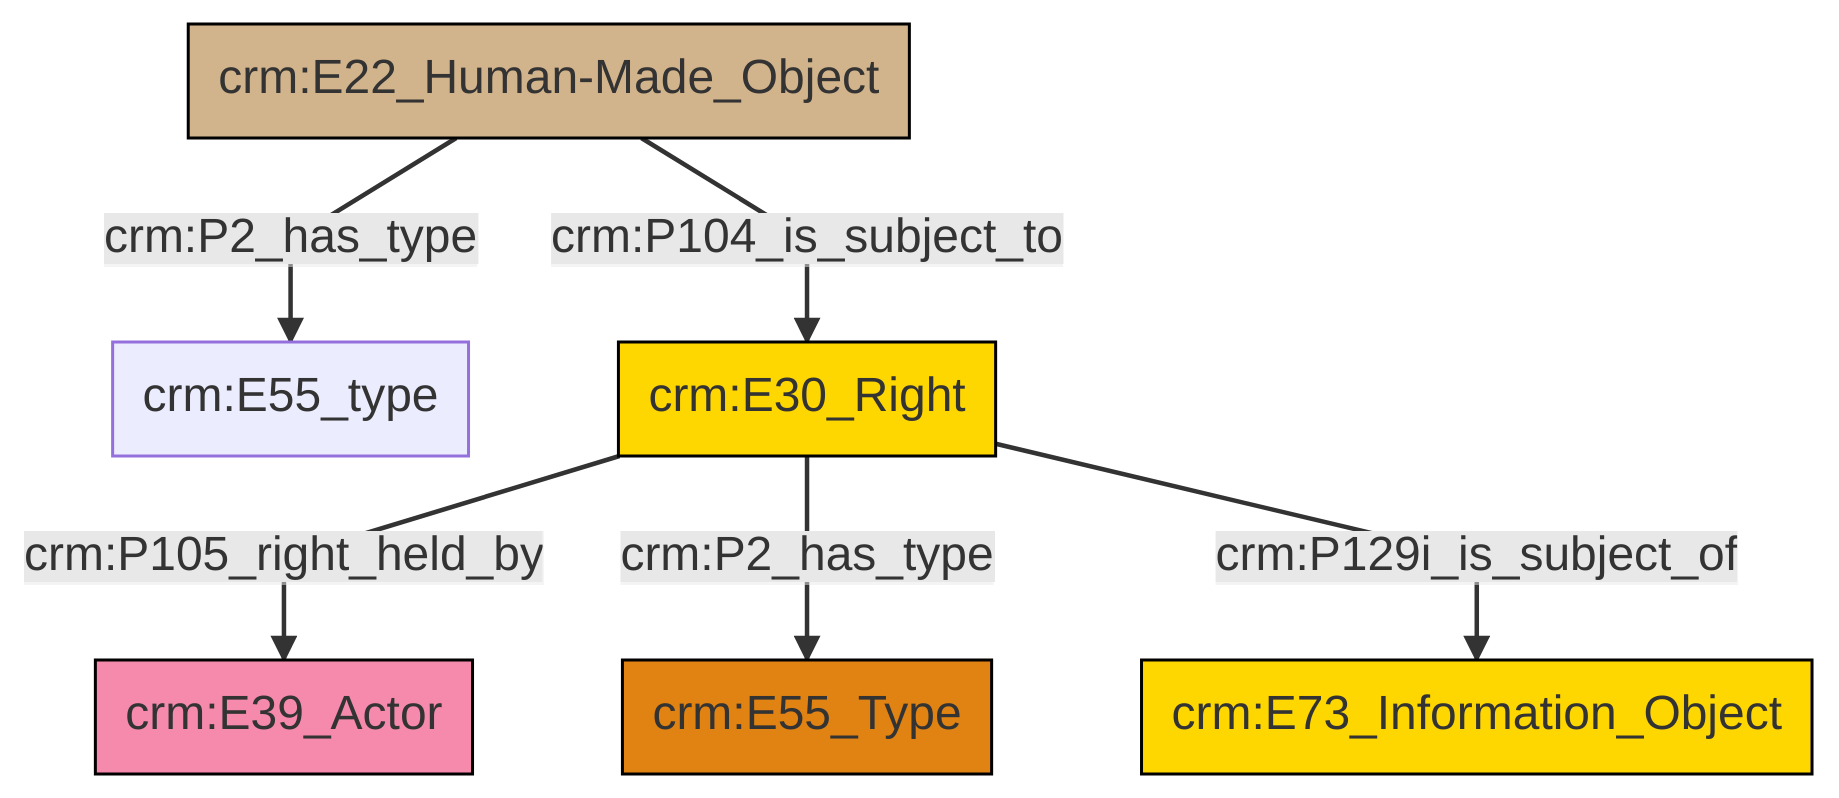 crm:E22_Human-Made_Object
crm:P2_has_type
crm:P104_is_subject_to
crm:E55_type
crm:E30_Right
crm:P105_right_held_by
crm:P2_has_type
crm:P129i_is_subject_of
crm:E39_Actor
crm:E55_Type
crm:E73_Information_Object